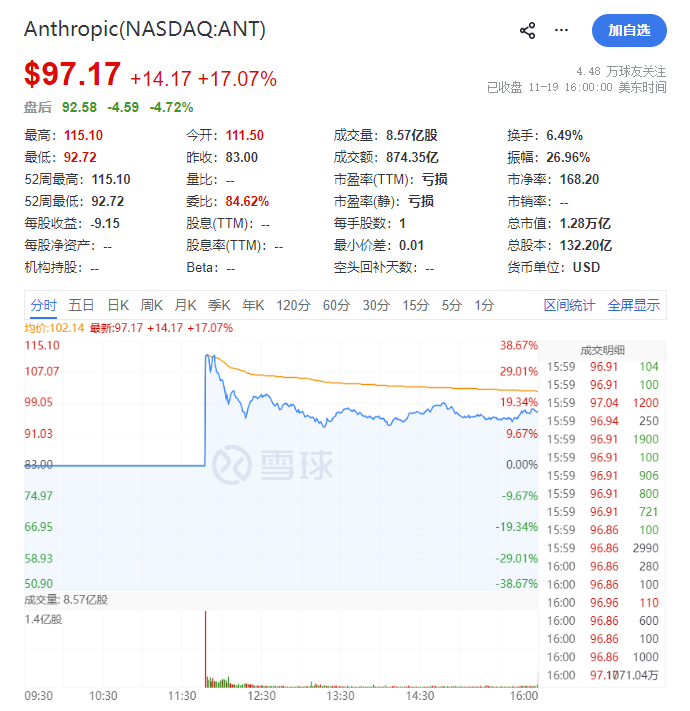 Anthropic(NASDAQ:ANT)
加自选
$97.17 +14.17 +17.07%
4.48 万球友关注
已收盘 11-19 16:00:00 美东时间
盘后 92.58 -4.59 -4.72%
最高：115.10 今开：111.50 成交量：8.57亿股 换手：6.49%
最低：92.72 昨收：83.00 成交额：874.35亿 振幅：26.96%
52周最高：115.10 量比：-- 市盈率(TTM)：亏损 市净率：168.20
52周最低：92.72 委比：84.62% 市盈率(静)：亏损 市销率：--
每股收益：-9.15 股息(TTM)：-- 每手股数：1 总市值：1.28万亿
每股净资产：-- 股息率(TTM)：-- 最小价差：0.01 总股本：132.20亿
机构持股：-- Beta：-- 空头回补天数：-- 货币单位：USD
分时 五日 日K 周K 月K 季K 年K 120分 60分 30分 15分 5分 1分 区间统计 全屏显示
均价:102.14 最新:97.17 +14.17 +17.07%
115.10 38.67%
107.07 29.01%
99.05 19.34%
91.03 9.67%
83.00 0.00%
74.97 -9.67%
66.95 -19.34%
58.93 -29.01%
50.90 -38.67%
雪球
成交量: 8.57亿股
1.4亿股
09:30 10:30 11:30 12:30 13:30 14:30 16:00
成交明细
15:59 96.91 104
15:59 96.91 100
15:59 97.04 1200
15:59 96.94 250
15:59 96.91 1900
15:59 96.91 100
15:59 96.91 906
15:59 96.91 800
15:59 96.91 721
15:59 96.86 100
15:59 96.86 2990
16:00 96.86 280
16:00 96.86 100
16:00 96.96 110
16:00 96.86 600
16:00 96.86 100
16:00 96.86 1000
16:00 97.17 1071.04万